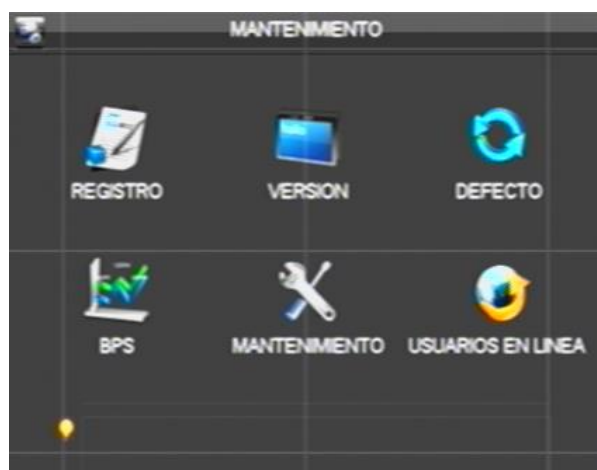 MANTENIMIENTO
REGISTRO
VERSION
DEFECTO
BPS
MANTENIMIENTO
USUARIOS EN LINEA